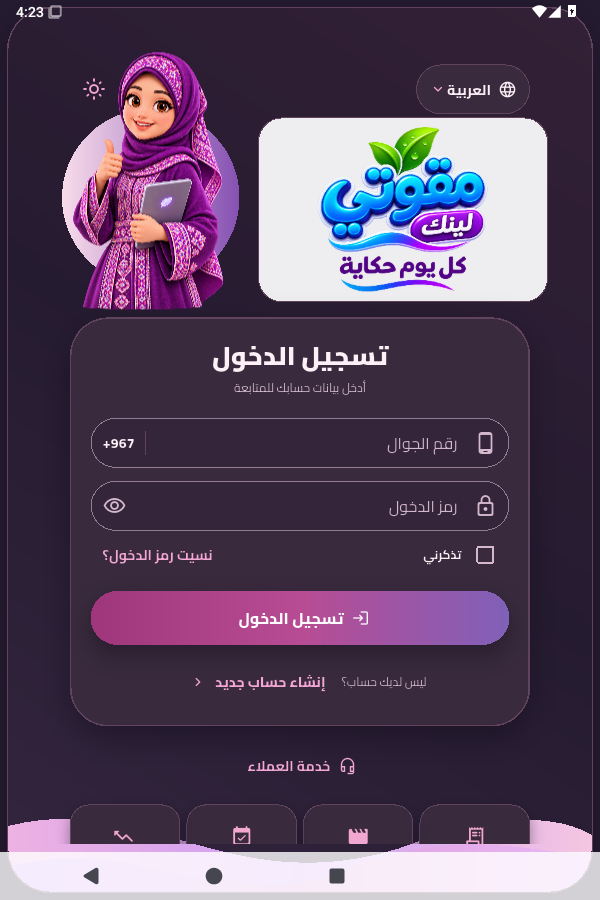 4:23
العربية
مقوتي
لينك
كل يوم حكاية
تسجيل الدخول
أدخل بيانات حسابك للمتابعة
رقم الجوال
+967
رمز الدخول
تذكرني
نسيت رمز الدخول؟
تسجيل الدخول
ليس لديك حساب؟ إنشاء حساب جديد
خدمة العملاء